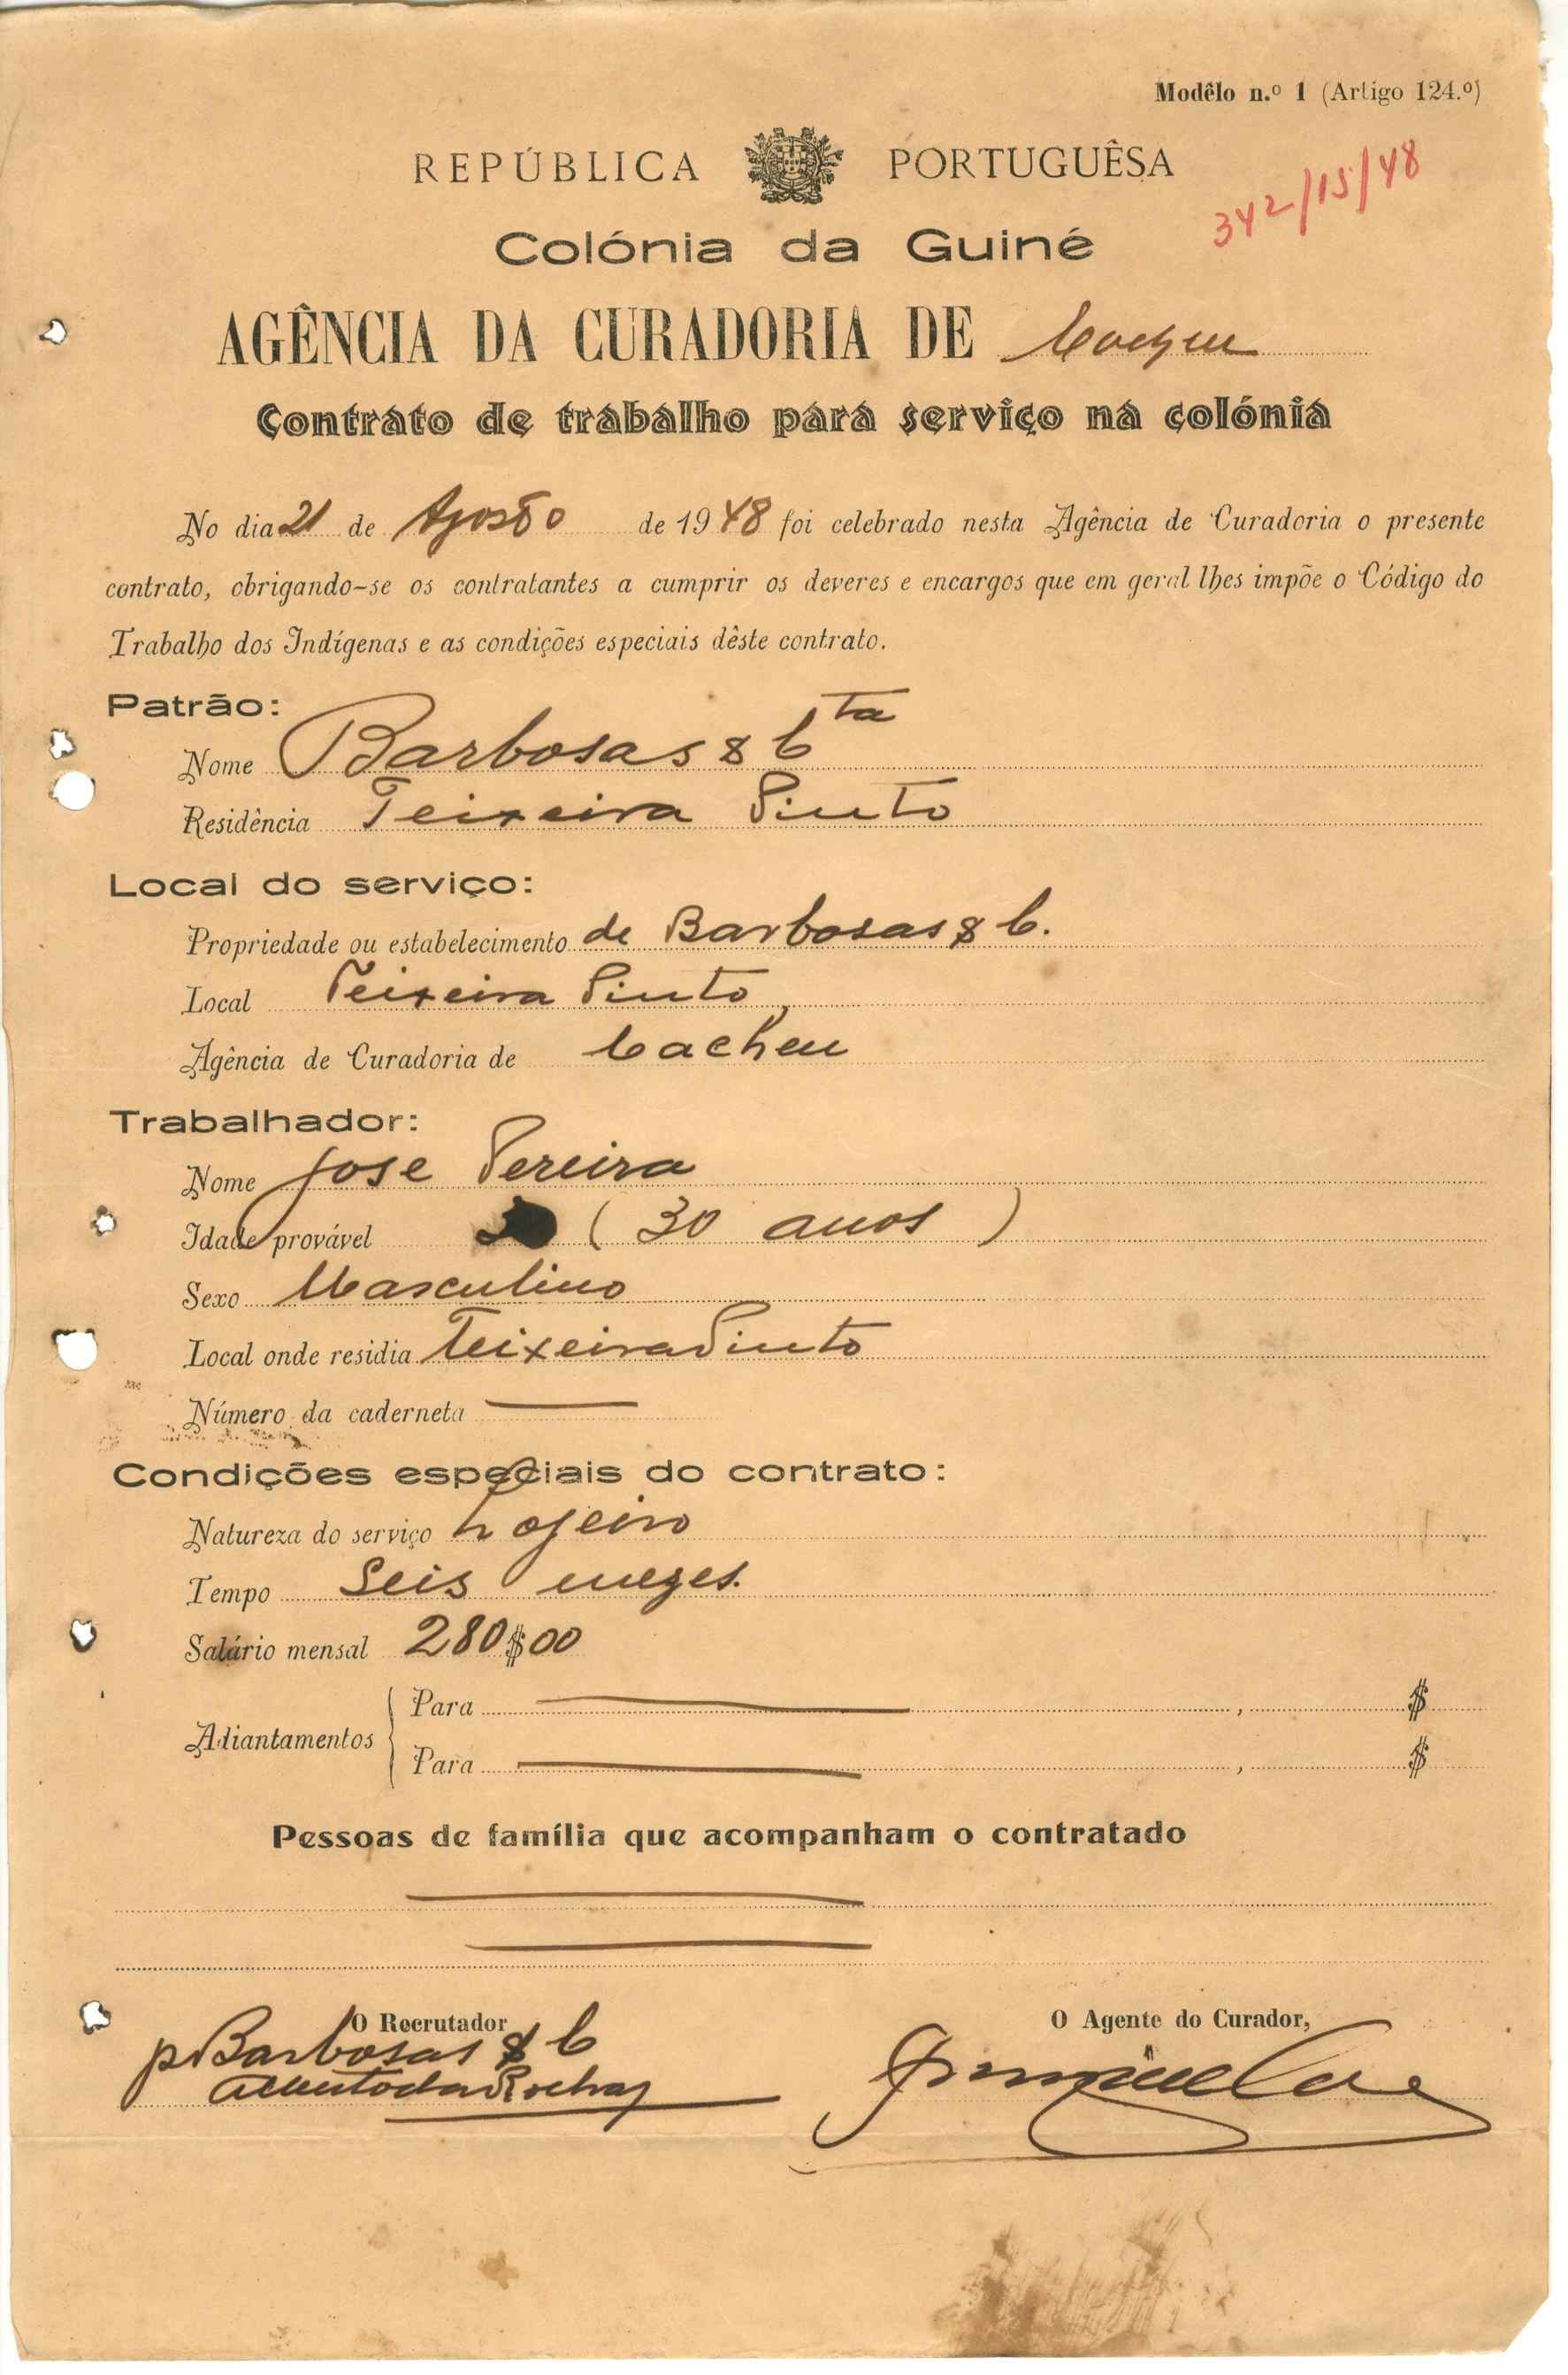 Modêlo n.º 1 (Artigo 124.º)
REPÚBLICA PORTUGUÊSA
342/15/48
Colónia da Guiné
AGÊNCIA DA CURADORIA DE Cacheu
Contrato de trabalho para serviço na colónia
No dia 21 de Agosto de 1948 foi celebrado nesta Agência de Curadoria o presente
contrato, obrigando-se os contratantes a cumprir os deveres e encargos que em geral lhes impõe o Código do
Trabalho dos Indígenas e as condições especiais dêste contrato.
Patrão:
Nome Barbosas & Cta
Residência Teixeira Pinto
Local do serviço:
Propriedade ou estabelecimento de Barbosas & C.
Local Teixeira Pinto
Agência de Curadoria de Cacheu
Trabalhador:
Nome Jose Pereira
Idade provável ( 30 anos )
Sexo Masculino
Local onde residia Teixeira Pinto
Número da caderneta
Condições especiais do contrato:
Natureza do serviço Lojeiro
Tempo Seis mezes.
Salário mensal 280$00
Adiantamentos
Para , $
Para , $
Pessoas de família que acompanham o contratado
O Recrutador
O Agente do Curador,
p Barbosas & C
Alberto da Rocha